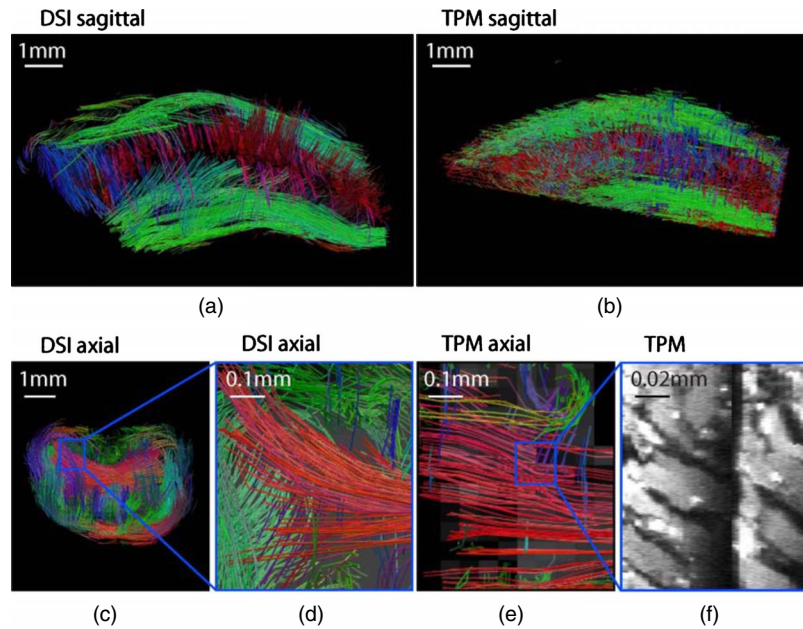 DSI sagittal
TPM sagittal
1mm
1mm
(a)
(b)
DSI axial
DSI axial
TPM axial
TPM
1mm
0.1mm
0.1mm
0.02mm
(c)
(d)
(e)
(f)